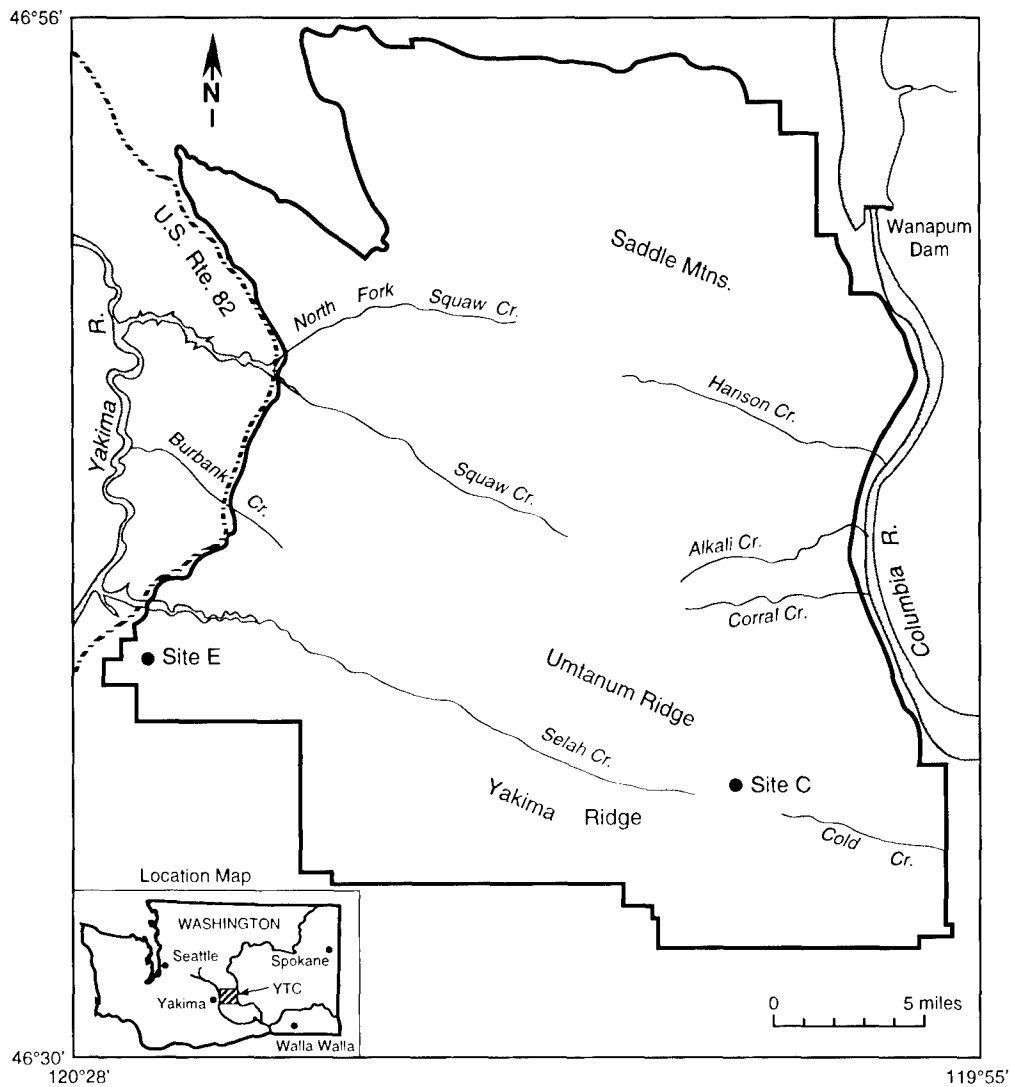 46°56'
N
Wanapum
Dam
U.S. Rte. 82
Saddle Mtns.
North Fork Squaw Cr.
Yakima R.
Hanson Cr.
Burbank Cr.
Squaw Cr.
Alkali Cr.
Columbia R.
Corral Cr.
Site E
Umtanum Ridge
Selah Cr.
Site C
Yakima Ridge
Cold Cr.
Location Map
WASHINGTON
Seattle
Spokane
YTC
Yakima
Walla Walla
0 5 miles
46°30'
120°28'
119°55'